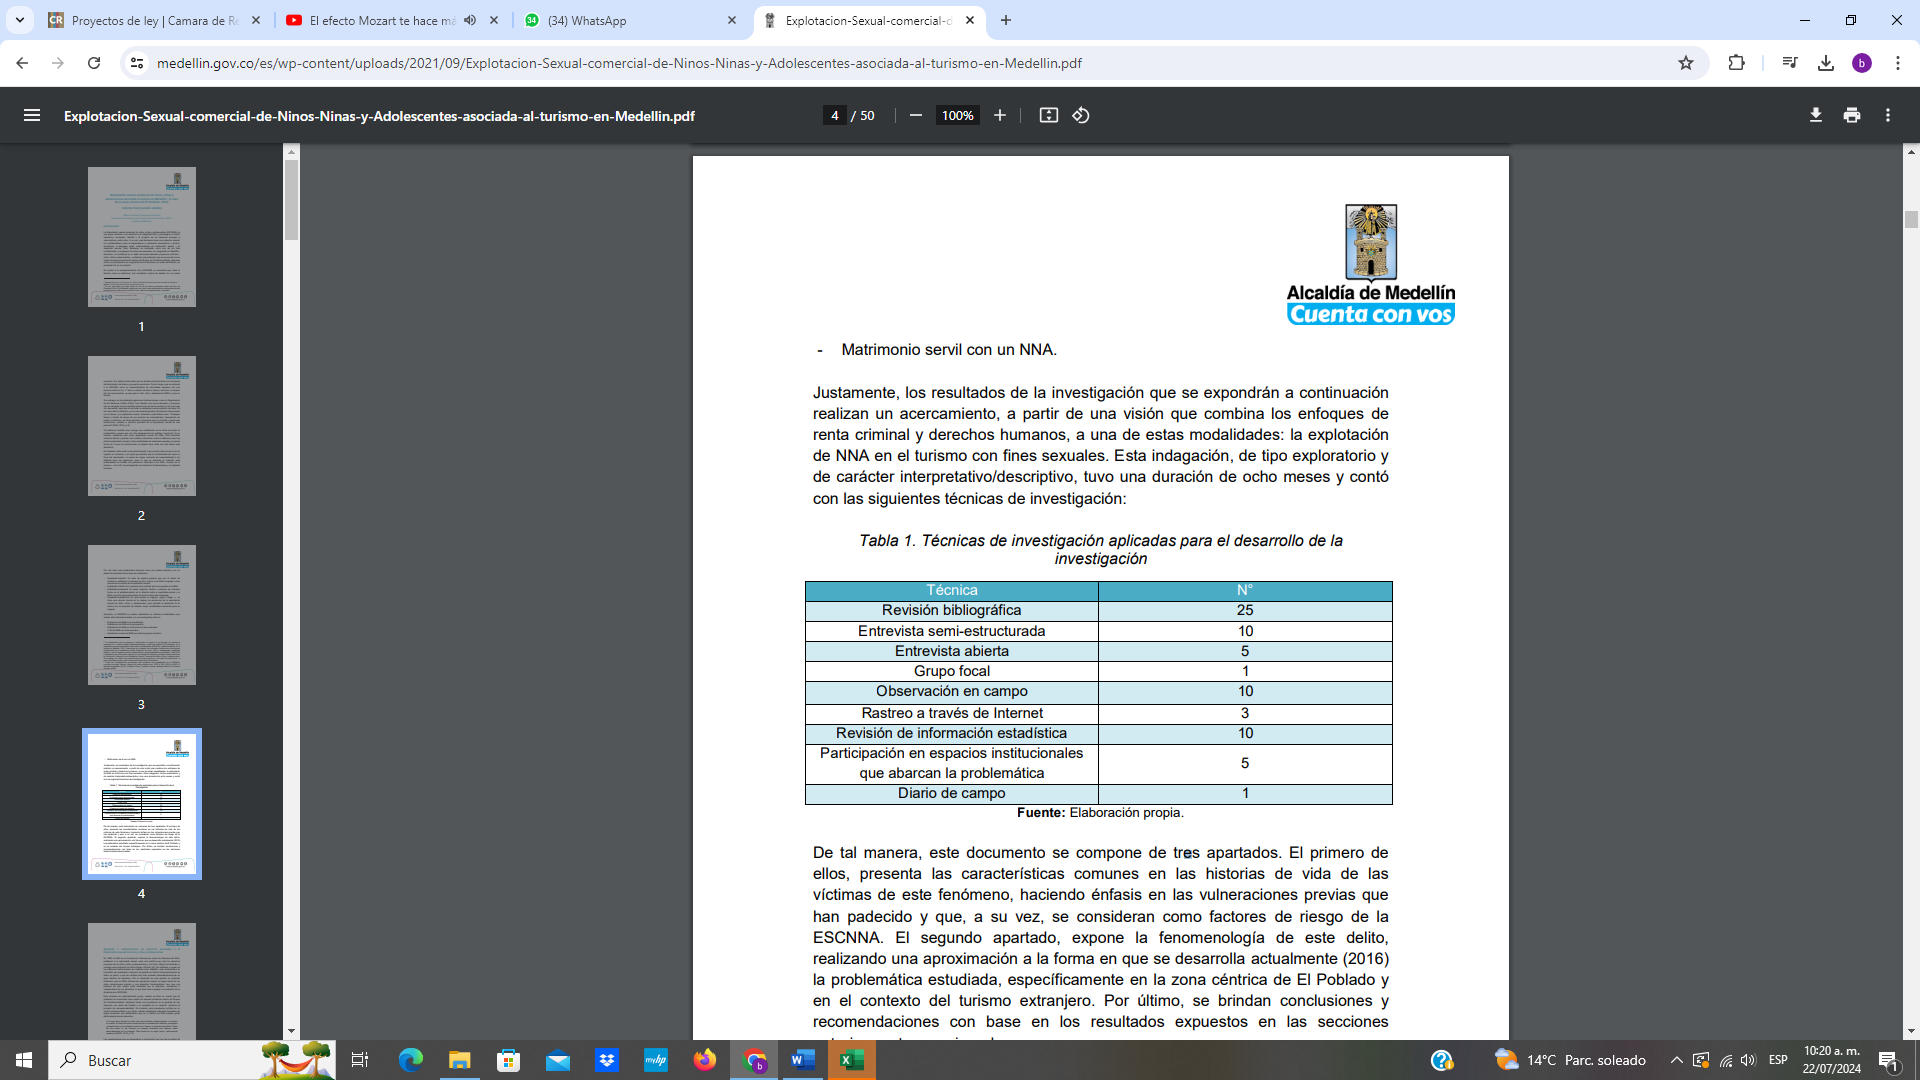 Proyectos de ley | Camara de Re
El efecto Mozart te hace má
(34) WhatsApp
Explotacion-Sexual-comercial-d
medellin.gov.co/es/wp-content/uploads/2021/09/Explotacion-Sexual-comercial-de-Ninos-Ninas-y-Adolescentes-asociada-al-turismo-en-Medellin.pdf
Explotacion-Sexual-comercial-de-Ninos-Ninas-y-Adolescentes-asociada-al-turismo-en-Medellin.pdf
4 / 50
100%
1
2
3
4
Alcaldía de Medellín
Cuenta con vos
- Matrimonio servil con un NNA.
Justamente, los resultados de la investigación que se expondrán a continuación
realizan un acercamiento, a partir de una visión que combina los enfoques de
renta criminal y derechos humanos, a una de estas modalidades: la explotación
de NNA en el turismo con fines sexuales. Esta indagación, de tipo exploratorio y
de carácter interpretativo/descriptivo, tuvo una duración de ocho meses y contó
con las siguientes técnicas de investigación:
Tabla 1. Técnicas de investigación aplicadas para el desarrollo de la
investigación
Técnica N°
Revisión bibliográfica 25
Entrevista semi-estructurada 10
Entrevista abierta 5
Grupo focal 1
Observación en campo 10
Rastreo a través de Internet 3
Revisión de información estadística 10
Participación en espacios institucionales
que abarcan la problemática 5
Diario de campo 1
Fuente: Elaboración propia.
De tal manera, este documento se compone de tres apartados. El primero de
ellos, presenta las características comunes en las historias de vida de las
víctimas de este fenómeno, haciendo énfasis en las vulneraciones previas que
han padecido y que, a su vez, se consideran como factores de riesgo de la
ESCNNA. El segundo apartado, expone la fenomenología de este delito,
realizando una aproximación a la forma en que se desarrolla actualmente (2016)
la problemática estudiada, específicamente en la zona céntrica de El Poblado y
en el contexto del turismo extranjero. Por último, se brindan conclusiones y
recomendaciones con base en los resultados expuestos en las secciones
Buscar
14°C Parc. soleado
ESP
10:20 a. m.
22/07/2024